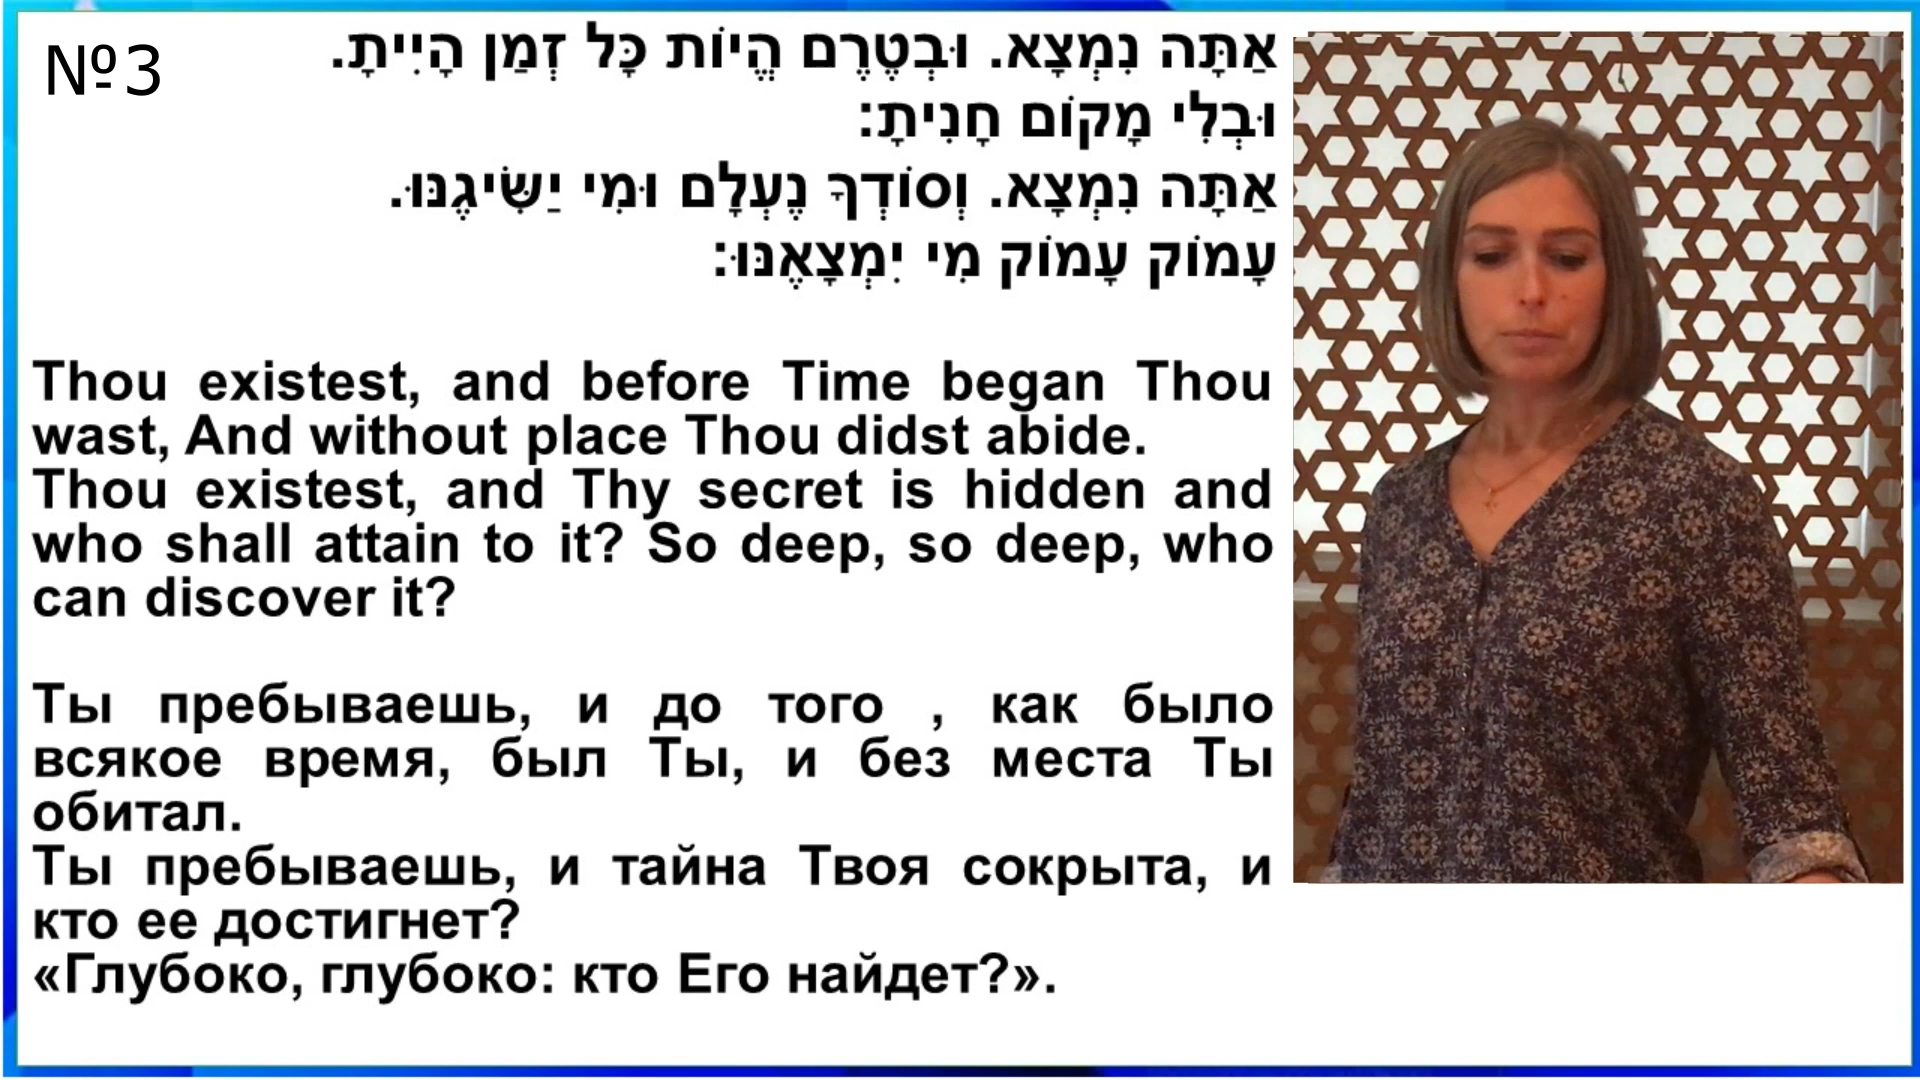 №3
אַתָּה נִמְצָא. וּבְטֶרֶם הֱיוֹת כָּל זְמַן הָיִיתָ.
וּבְלִי מָקוֹם חָנִיתָ:
אַתָּה נִמְצָא. וְסוֹדְךָ נֶעְלָם וּמִי יַשִּׂיגֶנּוּ.
עָמוֹק עָמוֹק מִי יִמְצָאֶנּוּ:
Thou existest, and before Time began Thou
wast, And without place Thou didst abide.
Thou existest, and Thy secret is hidden and
who shall attain to it? So deep, so deep, who
can discover it?
Ты пребываешь, и до того , как было
всякое время, был Ты, и без места Ты
обитал.
Ты пребываешь, и тайна Твоя сокрыта, и
кто ее достигнет?
«Глубоко, глубоко: кто Его найдет?».